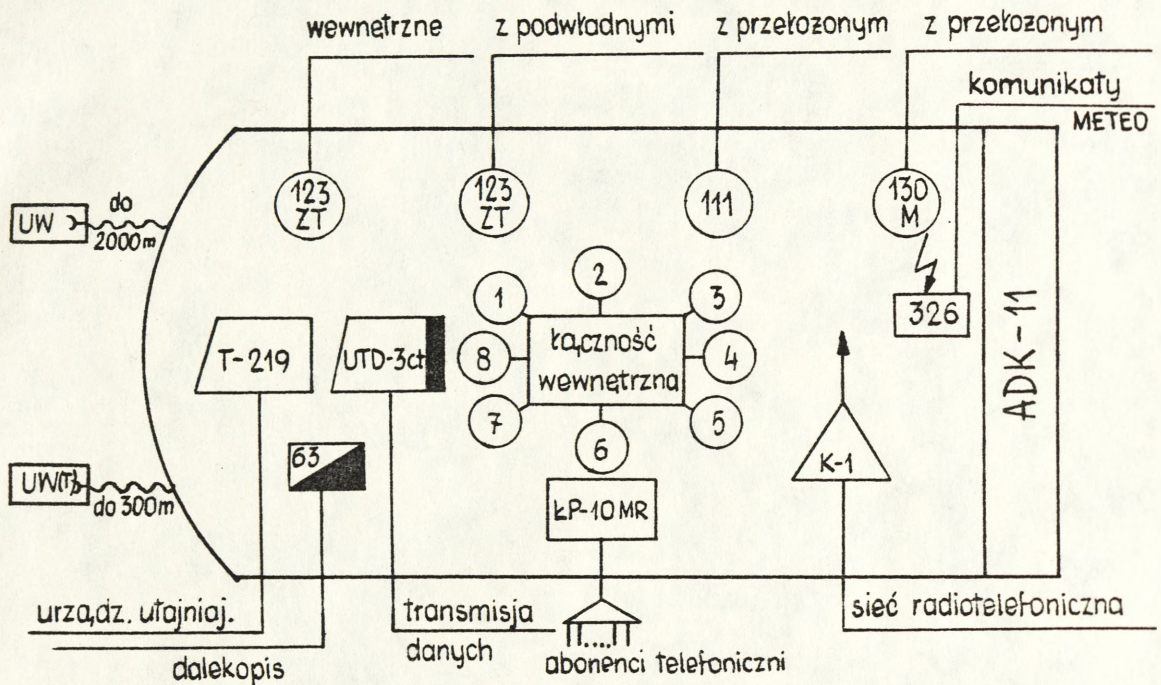 wewnętrzne
z podwładnymi
z przełożonym
z przełożonym
komunikaty
METEO
123
ZT
123
ZT
111
130
M
326
UW
do
2000m
1
2
3
8
4
7
6
5
Łączność
wewnętrzna
T-219
UTD-3ct
ADK-11
63
K-1
UW(T)
do 300m
ŁP-10MR
urządz. utajniaj.
dalekopis
transmisja
danych
abonenci telefoniczni
sieć radiotelefoniczna